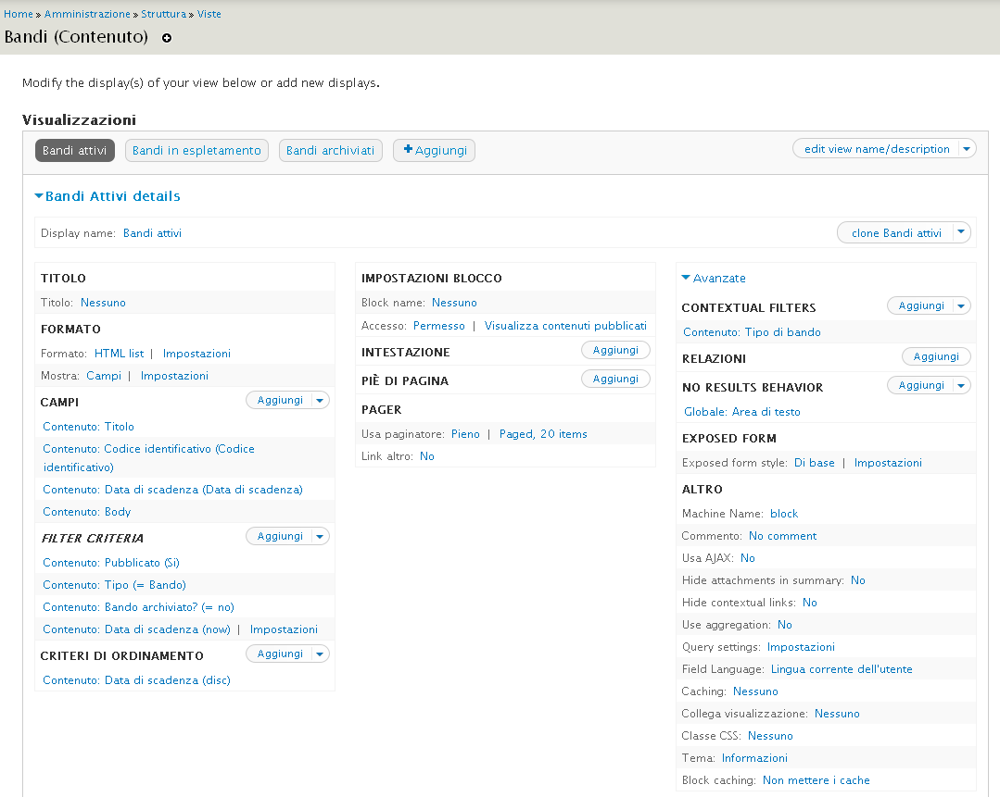 Home » Amministrazione » Struttura » Viste
Bandi (Contenuto)
Modify the display(s) of your view below or add new displays.
Visualizzazioni
Bandi attivi Bandi in espletamento Bandi archiviati Aggiungi edit view name/description
Bandi Attivi details
Display name: Bandi attivi clone Bandi attivi
TITOLO
Titolo: Nessuno
FORMATO
Formato: HTML list | Impostazioni
Mostra: Campi | Impostazioni
CAMPI Aggiungi
Contenuto: Titolo
Contenuto: Codice identificativo (Codice
identificativo)
Contenuto: Data di scadenza (Data di scadenza)
Contenuto: Body
FILTER CRITERIA Aggiungi
Contenuto: Pubblicato (Si)
Contenuto: Tipo (= Bando)
Contenuto: Bando archiviato? (= no)
Contenuto: Data di scadenza (now) | Impostazioni
CRITERI DI ORDINAMENTO Aggiungi
Contenuto: Data di scadenza (disc)
IMPOSTAZIONI BLOCCO
Block name: Nessuno
Accesso: Permesso | Visualizza contenuti pubblicati
INTESTAZIONE Aggiungi
PIÈ DI PAGINA Aggiungi
PAGER
Usa paginatore: Pieno | Paged, 20 items
Link altro: No
Avanzate
CONTEXTUAL FILTERS Aggiungi
Contenuto: Tipo di bando
RELAZIONI Aggiungi
NO RESULTS BEHAVIOR Aggiungi
Globale: Area di testo
EXPOSED FORM
Exposed form style: Di base | Impostazioni
ALTRO
Machine Name: block
Commento: No comment
Usa AJAX: No
Hide attachments in summary: No
Hide contextual links: No
Use aggregation: No
Query settings: Impostazioni
Field Language: Lingua corrente dell'utente
Caching: Nessuno
Collega visualizzazione: Nessuno
Classe CSS: Nessuno
Tema: Informazioni
Block caching: Non mettere i cache